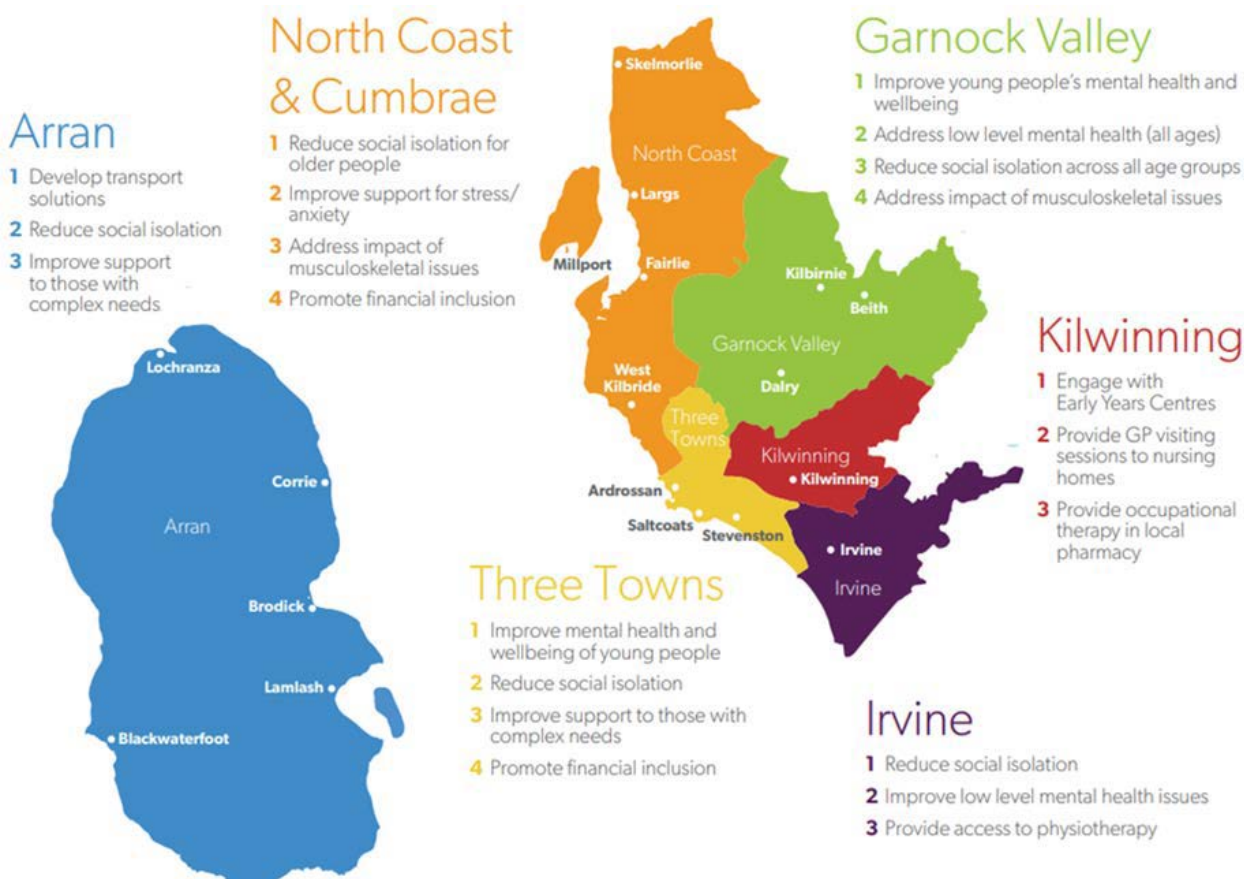 North Coast
& Cumbrae
1 Reduce social isolation for
older people
2 Improve support for stress/
anxiety
3 Address impact of
musculoskeletal issues
4 Promote financial inclusion
Garnock Valley
1 Improve young people's mental health and
wellbeing
2 Address low level mental health (all ages)
3 Reduce social isolation across all age groups
4 Address impact of musculoskeletal issues
Arran
1 Develop transport
solutions
2 Reduce social isolation
3 Improve support
to those with
complex needs
Skelmorlie
North Coast
Largs
Millport
Fairlie
Kilbirnie
Beith
Garnock Valley
West
Kilbride
Dalry
Three
Towns
Kilwinning
Kilwinning
Ardrossan
Saltcoats
Stevenston
Irvine
Irvine
Kilwinning
1 Engage with
Early Years Centres
2 Provide GP visiting
sessions to nursing
homes
3 Provide occupational
therapy in local
pharmacy
Lochranza
Corrie
Arran
Brodick
Lamlash
Blackwaterfoot
Three Towns
1 Improve mental health and
wellbeing of young people
2 Reduce social isolation
3 Improve support to those with
complex needs
4 Promote financial inclusion
Irvine
1 Reduce social isolation
2 Improve low level mental health issues
3 Provide access to physiotherapy